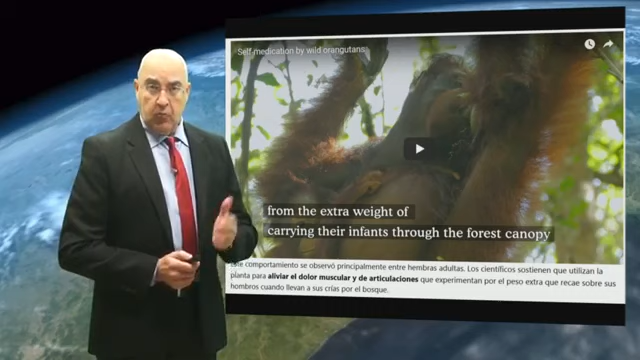 Self-medication by wild orangutans
from the extra weight of
carrying their infants through the forest canopy
Este comportamiento se observó principalmente entre hembras adultas. Los científicos sostienen que utilizan la
planta para aliviar el dolor muscular y de articulaciones que experimentan por el peso extra que recae sobre sus
hombros cuando llevan a sus crías por el bosque.